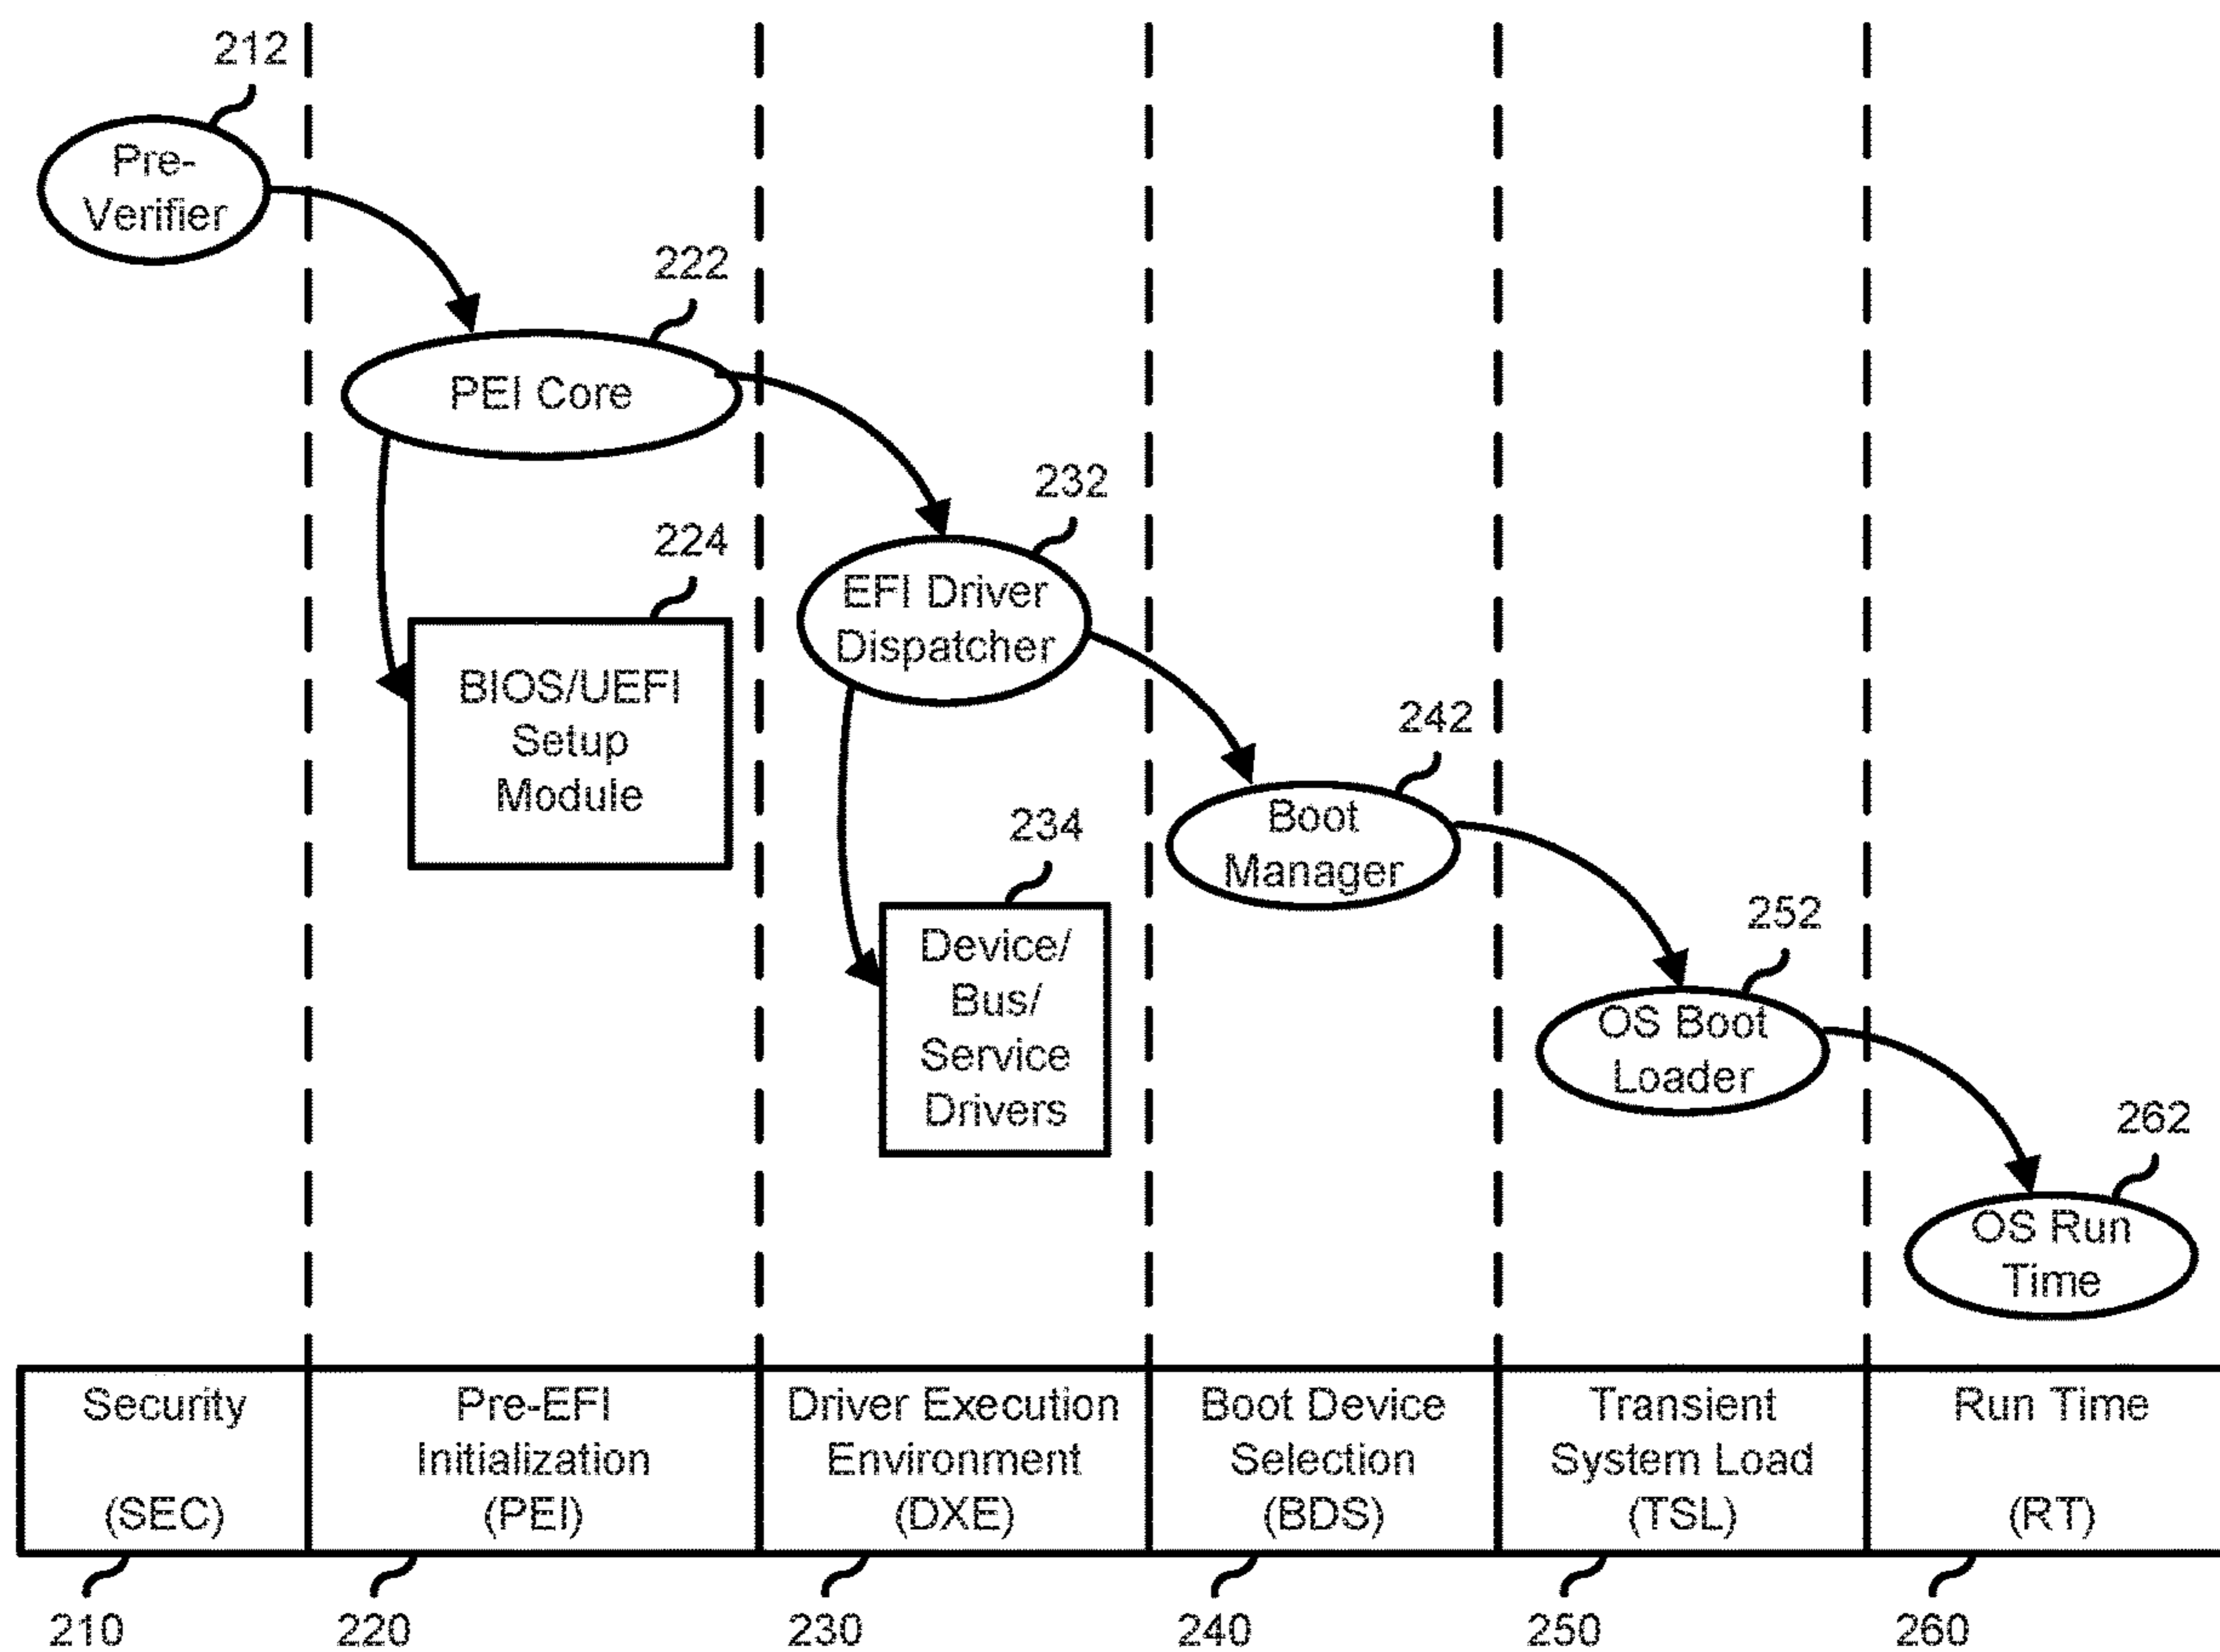 212
Pre-
Verifier
222
PEI Core
232
224
EFI Driver
Dispatcher
BIOS/UEFI
Setup
Module
242
234
Boot
Manager
252
Device/
Bus/
Service
Drivers
OS Boot
Loader
262
OS Run
Time
Security
(SEC)
Pre-EFI
Initialization
(PEI)
Driver Execution
Environment
(DXE)
Boot Device
Selection
(BDS)
Transient
System Load
(TSL)
Run Time
(RT)
210
220
230
240
250
260